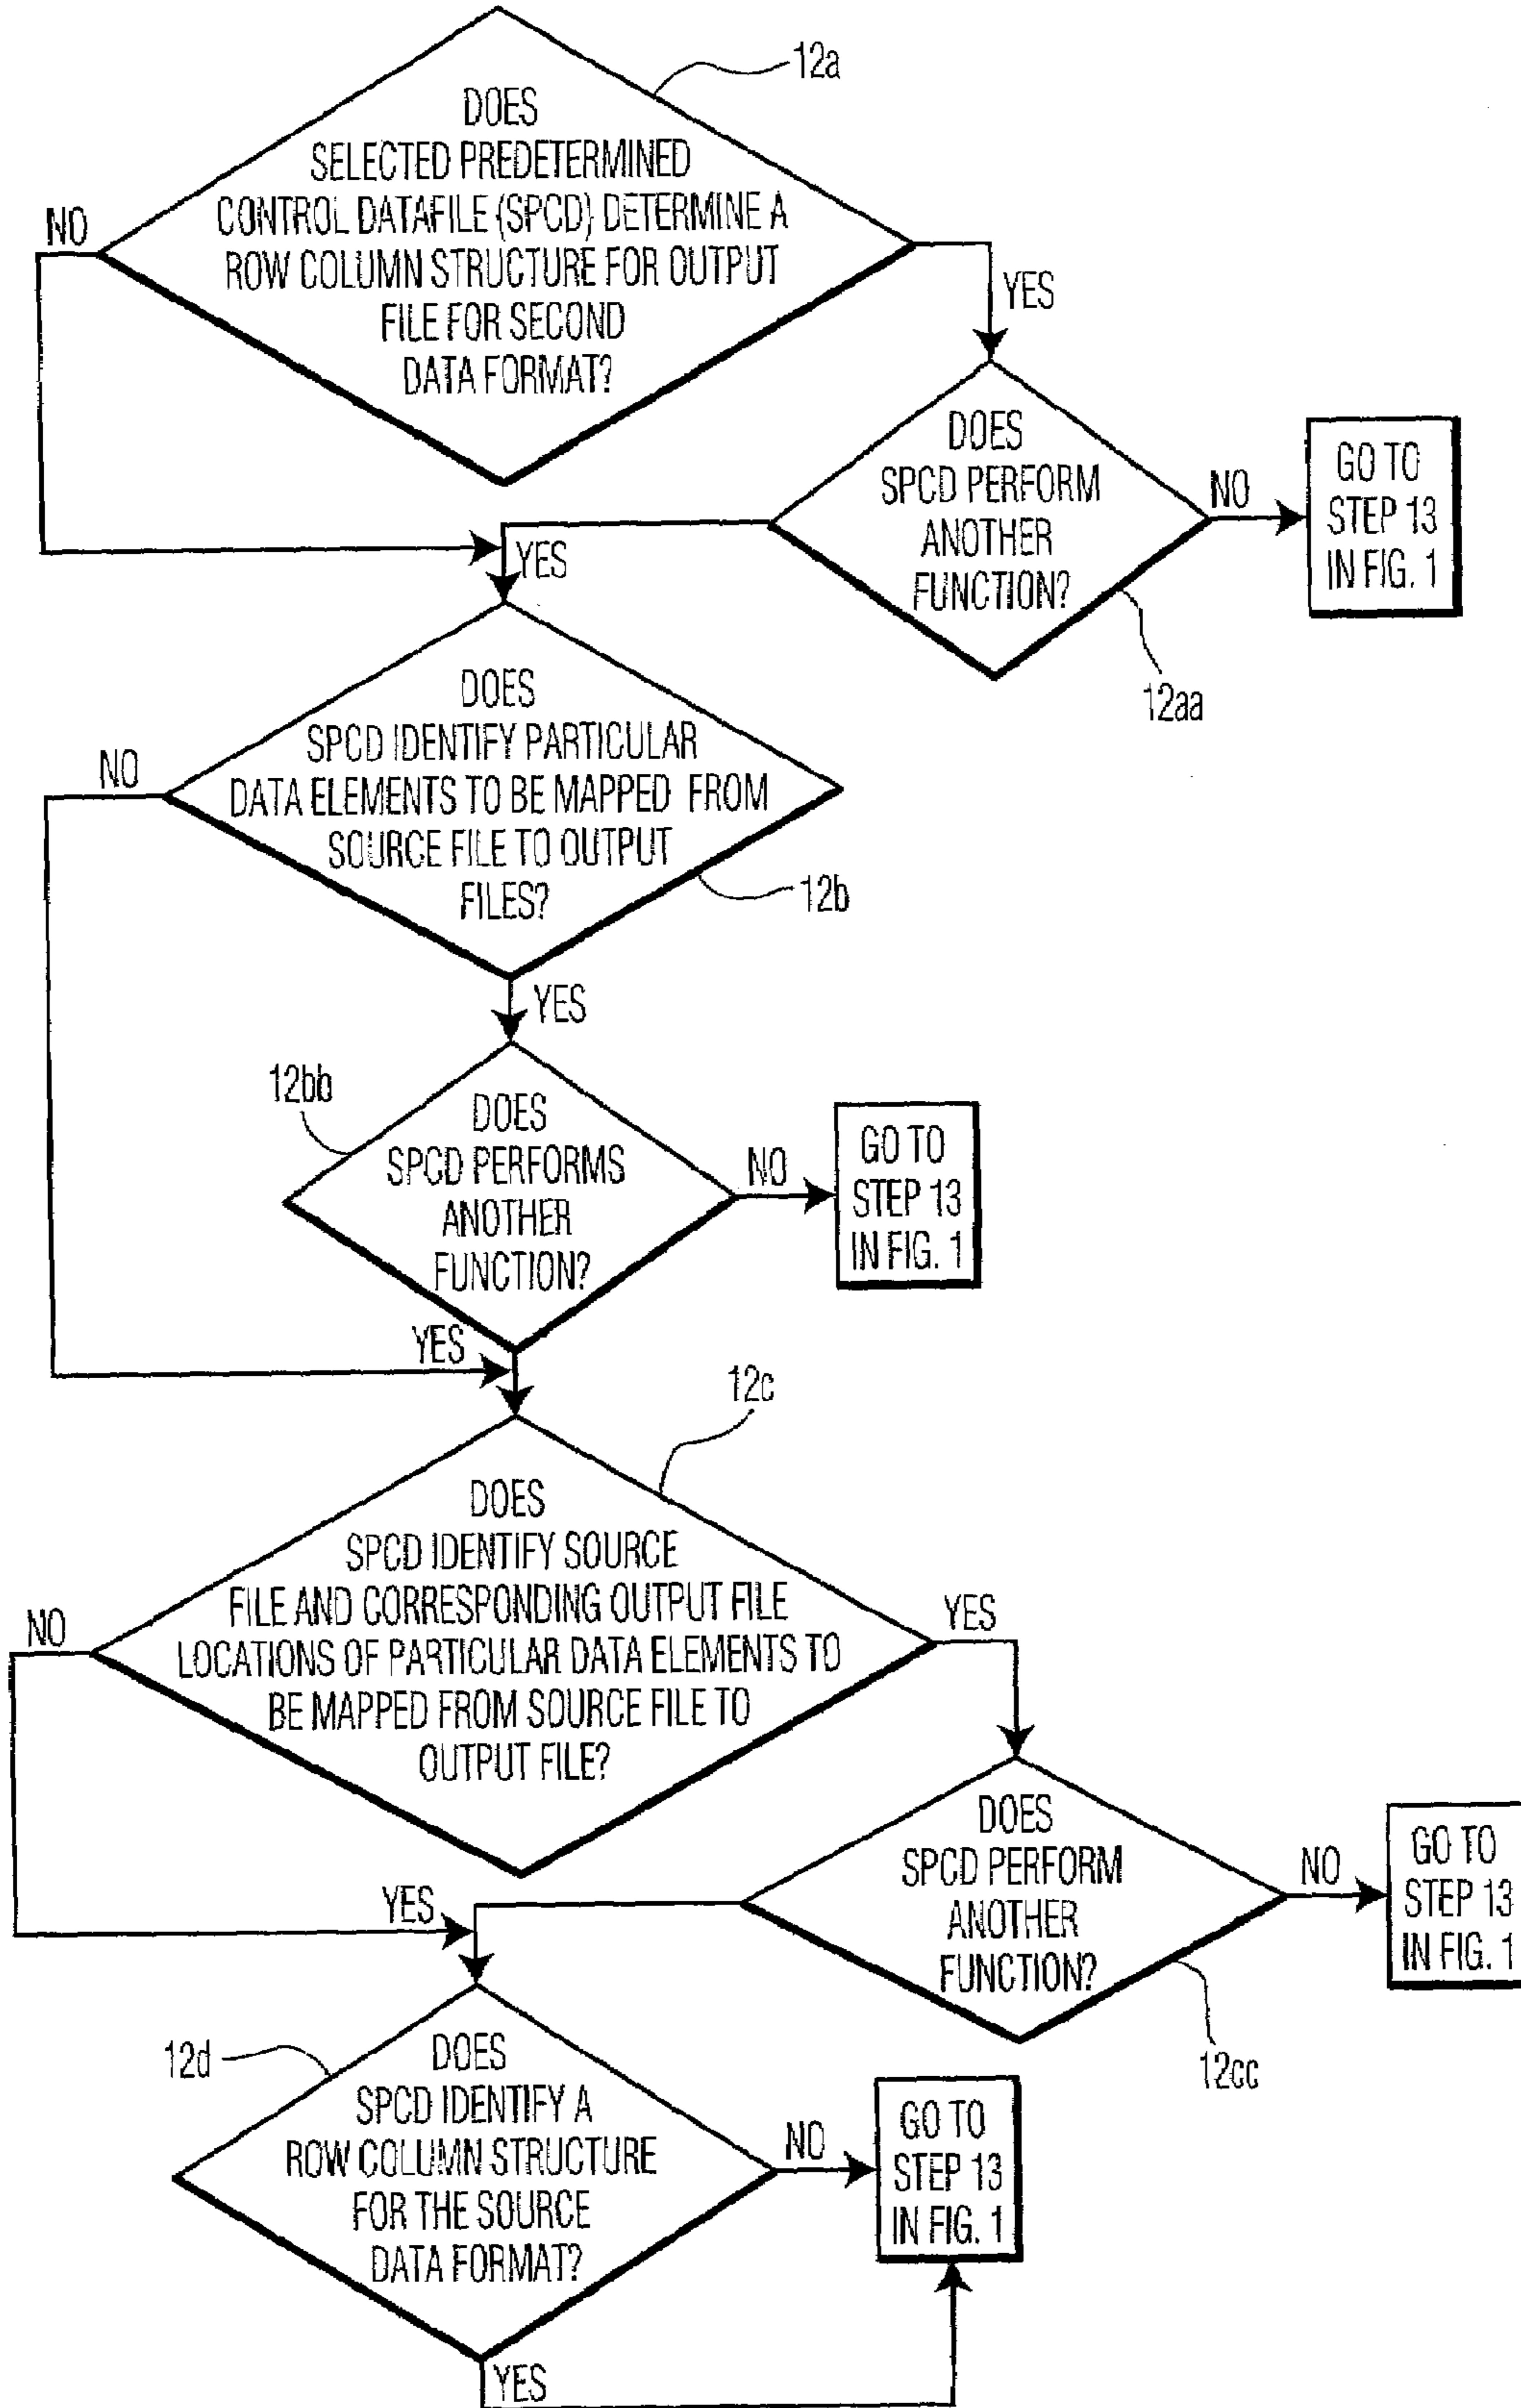 12a
DOES
SELECTED PREDETERMINED
CONTROL DATAFILE (SPCD) DETERMINE A
ROW COLUMN STRUCTURE FOR OUTPUT
FILE FOR SECOND
DATA FORMAT?
NO
YES
DOES
SPCD PERFORM
ANOTHER
FUNCTION?
NO
GO TO
STEP 13
IN FIG. 1
YES
12aa
DOES
SPCD IDENTIFY PARTICULAR
DATA ELEMENTS TO BE MAPPED FROM
SOURCE FILE TO OUTPUT
FILES?
NO
12b
YES
12bb
DOES
SPCD PERFORMS
ANOTHER
FUNCTION?
NO
GO TO
STEP 13
IN FIG. 1
YES
12c
DOES
SPCD IDENTIFY SOURCE
FILE AND CORRESPONDING OUTPUT FILE
LOCATIONS OF PARTICULAR DATA ELEMENTS TO
BE MAPPED FROM SOURCE FILE TO
OUTPUT FILE?
NO
YES
DOES
SPCD PERFORM
ANOTHER
FUNCTION?
NO
GO TO
STEP 13
IN FIG. 1
YES
12cc
12d
DOES
SPCD IDENTIFY A
ROW COLUMN STRUCTURE
FOR THE SOURCE
DATA FORMAT?
NO
GO TO
STEP 13
IN FIG. 1
YES